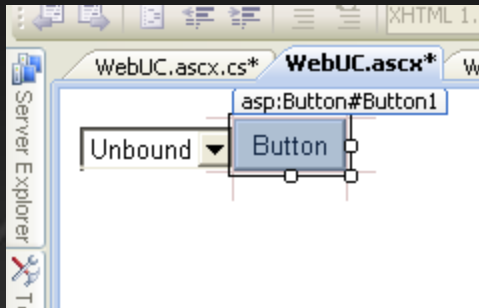 XHTML 1.
WebUC.ascx.cs* WebUC.ascx* W
asp:Button#Button1
Unbound Button
Server Explorer